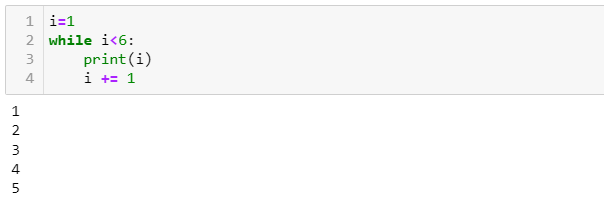 1 i=1
2 while i<6:
3     print(i)
4     i += 1
1
2
3
4
5